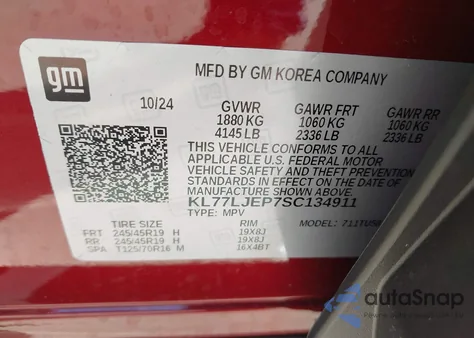 gm
MFD BY GM KOREA COMPANY
10/24 GVWR GAWR FRT GAWR RR
1880 KG 1060 KG 1060 KG
4145 LB 2336 LB 2336 LB
THIS VEHICLE CONFORMS TO ALL
APPLICABLE U.S. FEDERAL MOTOR
VEHICLE SAFETY AND THEFT PREVENTION
STANDARDS IN EFFECT ON THE DATE OF
MANUFACTURE SHOWN ABOVE.
KL77LJEP7SC134911
TYPE: MPV MODEL:
TIRE SIZE RIM
FRT 245/45R19 H 19X8J
RR 245/45R19 H 19X8J
SPA T125/70R16 M 16X4BT
autoSnap